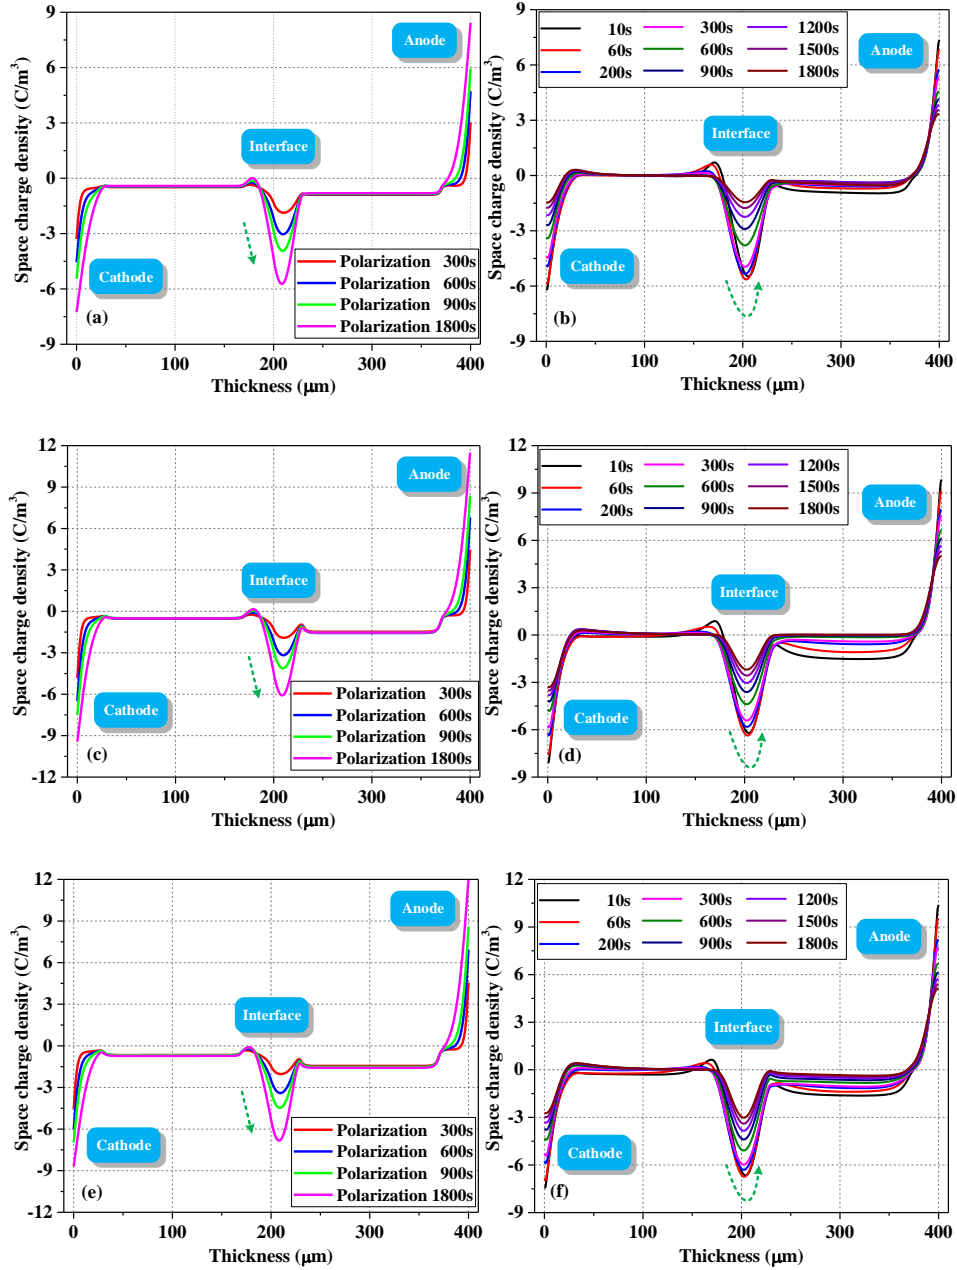 9
6
3
0
-3
-6
-9
Space charge density (C/m³)
Anode
Interface
Cathode
(a)
Polarization 300s
Polarization 600s
Polarization 900s
Polarization 1800s
0 100 200 300 400
Thickness (μm)
9
6
3
0
-3
-6
-9
Space charge density (C/m³)
10s 300s 1200s
60s 600s 1500s
200s 900s 1800s
Anode
Interface
Cathode
(b)
0 100 200 300 400
Thickness (μm)
12
9
6
3
0
-3
-6
-9
-12
Space charge density (C/m³)
Anode
Interface
Cathode
(c)
Polarization 300s
Polarization 600s
Polarization 900s
Polarization 1800s
0 100 200 300 400
Thickness (μm)
12
9
6
3
0
-3
-6
-9
Space charge density (C/m³)
10s 300s 1200s
60s 600s 1500s
200s 900s 1800s
Anode
Interface
Cathode
(d)
0 100 200 300 400
Thickness (μm)
12
9
6
3
0
-3
-6
-9
-12
Space charge density (C/m³)
Anode
Interface
Cathode
(e)
Polarization 300s
Polarization 600s
Polarization 900s
Polarization 1800s
0 100 200 300 400
Thickness (μm)
12
9
6
3
0
-3
-6
-9
Space charge density (C/m³)
10s 300s 1200s
60s 600s 1500s
200s 900s 1800s
Anode
Interface
Cathode
(f)
0 100 200 300 400
Thickness (μm)